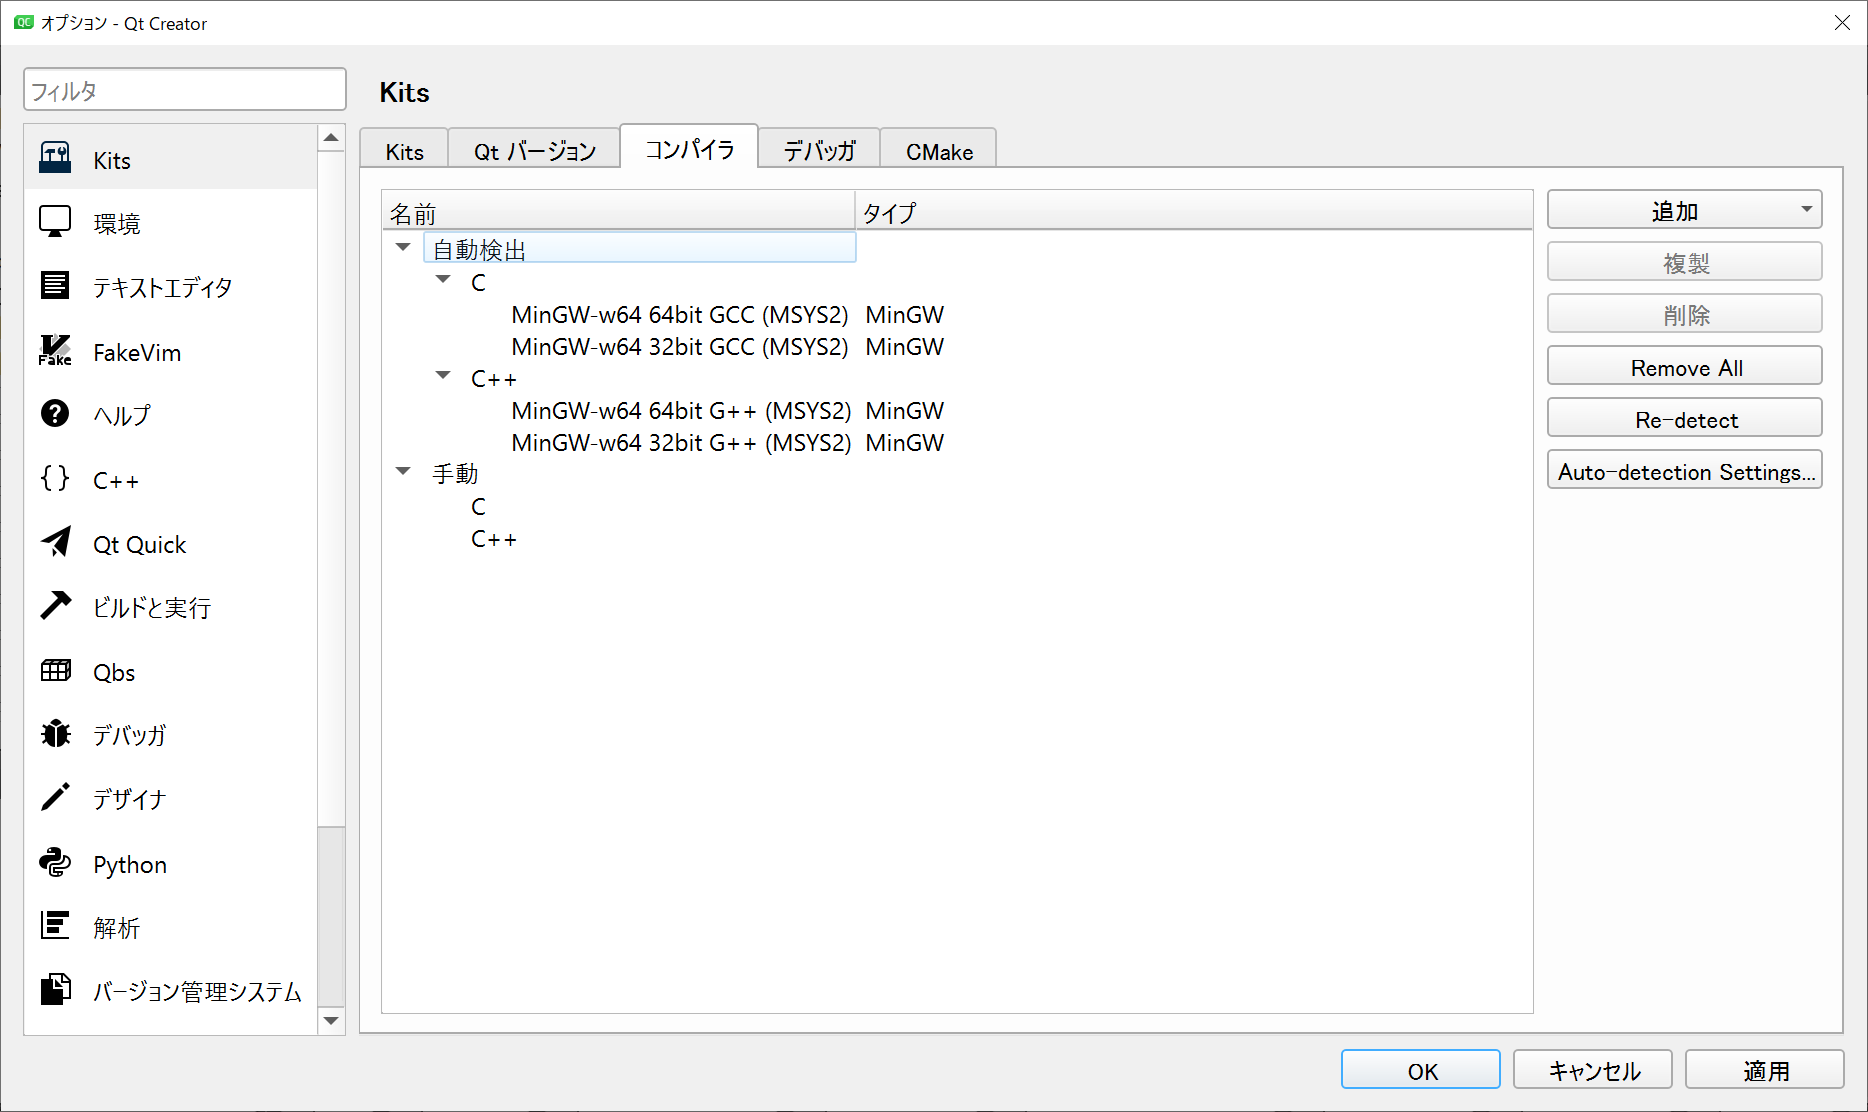 オプション - Qt Creator
フィルタ
Kits
環境
テキストエディタ
FakeVim
ヘルプ
C++
Qt Quick
ビルドと実行
Qbs
デバッガ
デザイナ
Python
解析
バージョン管理システム
Kits
Kits Qt バージョン コンパイラ デバッガ CMake
名前 タイプ
自動検出
C
MinGW-w64 64bit GCC (MSYS2) MinGW
MinGW-w64 32bit GCC (MSYS2) MinGW
C++
MinGW-w64 64bit G++ (MSYS2) MinGW
MinGW-w64 32bit G++ (MSYS2) MinGW
手動
C
C++
追加
複製
削除
Remove All
Re-detect
Auto-detection Settings...
OK キャンセル 適用